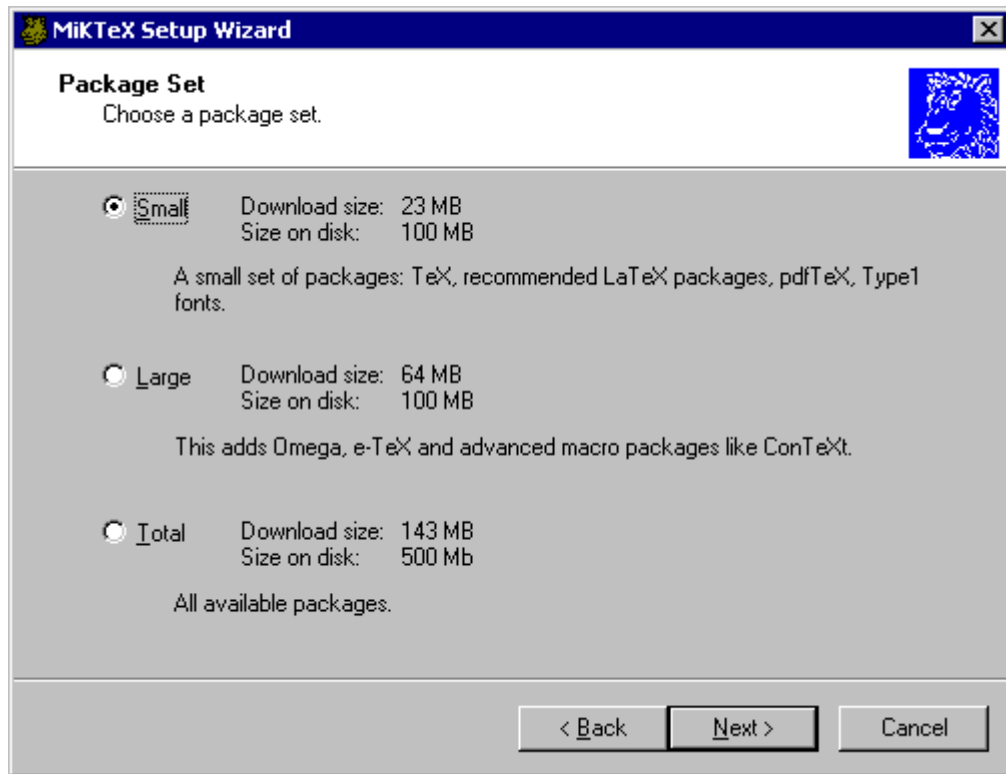 MiKTeX Setup Wizard
Package Set
Choose a package set.
Small Download size: 23 MB
Size on disk: 100 MB
A small set of packages: TeX, recommended LaTeX packages, pdfTeX, Type1
fonts.
Large Download size: 64 MB
Size on disk: 100 MB
This adds Omega, e-TeX and advanced macro packages like ConTeXt.
Total Download size: 143 MB
Size on disk: 500 Mb
All available packages.
< Back Next > Cancel